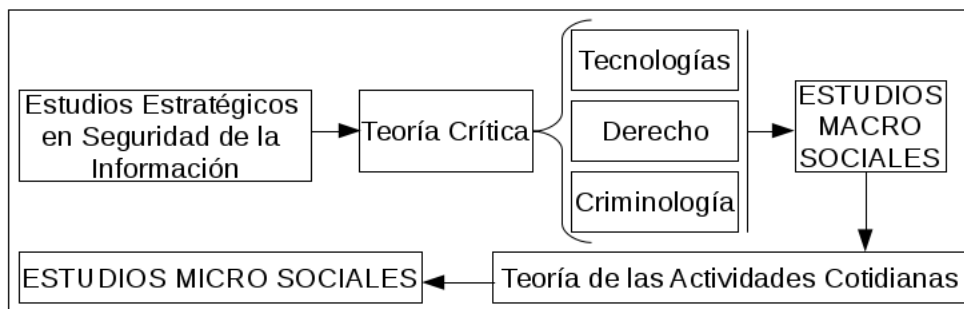 Estudios Estratégicos
en Seguridad de la
Información
Teoría Crítica
Tecnologías
Derecho
Criminología
ESTUDIOS
MACRO
SOCIALES
Teoría de las Actividades Cotidianas
ESTUDIOS MICRO SOCIALES